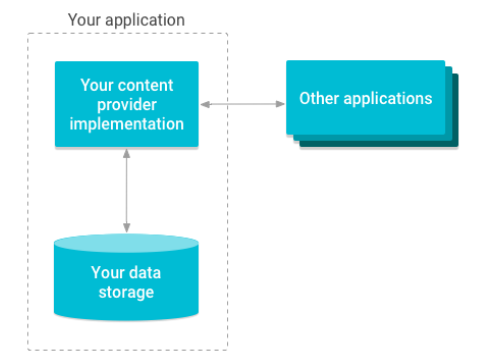 Your application
Your content
provider
implementation
Other applications
Your data
storage